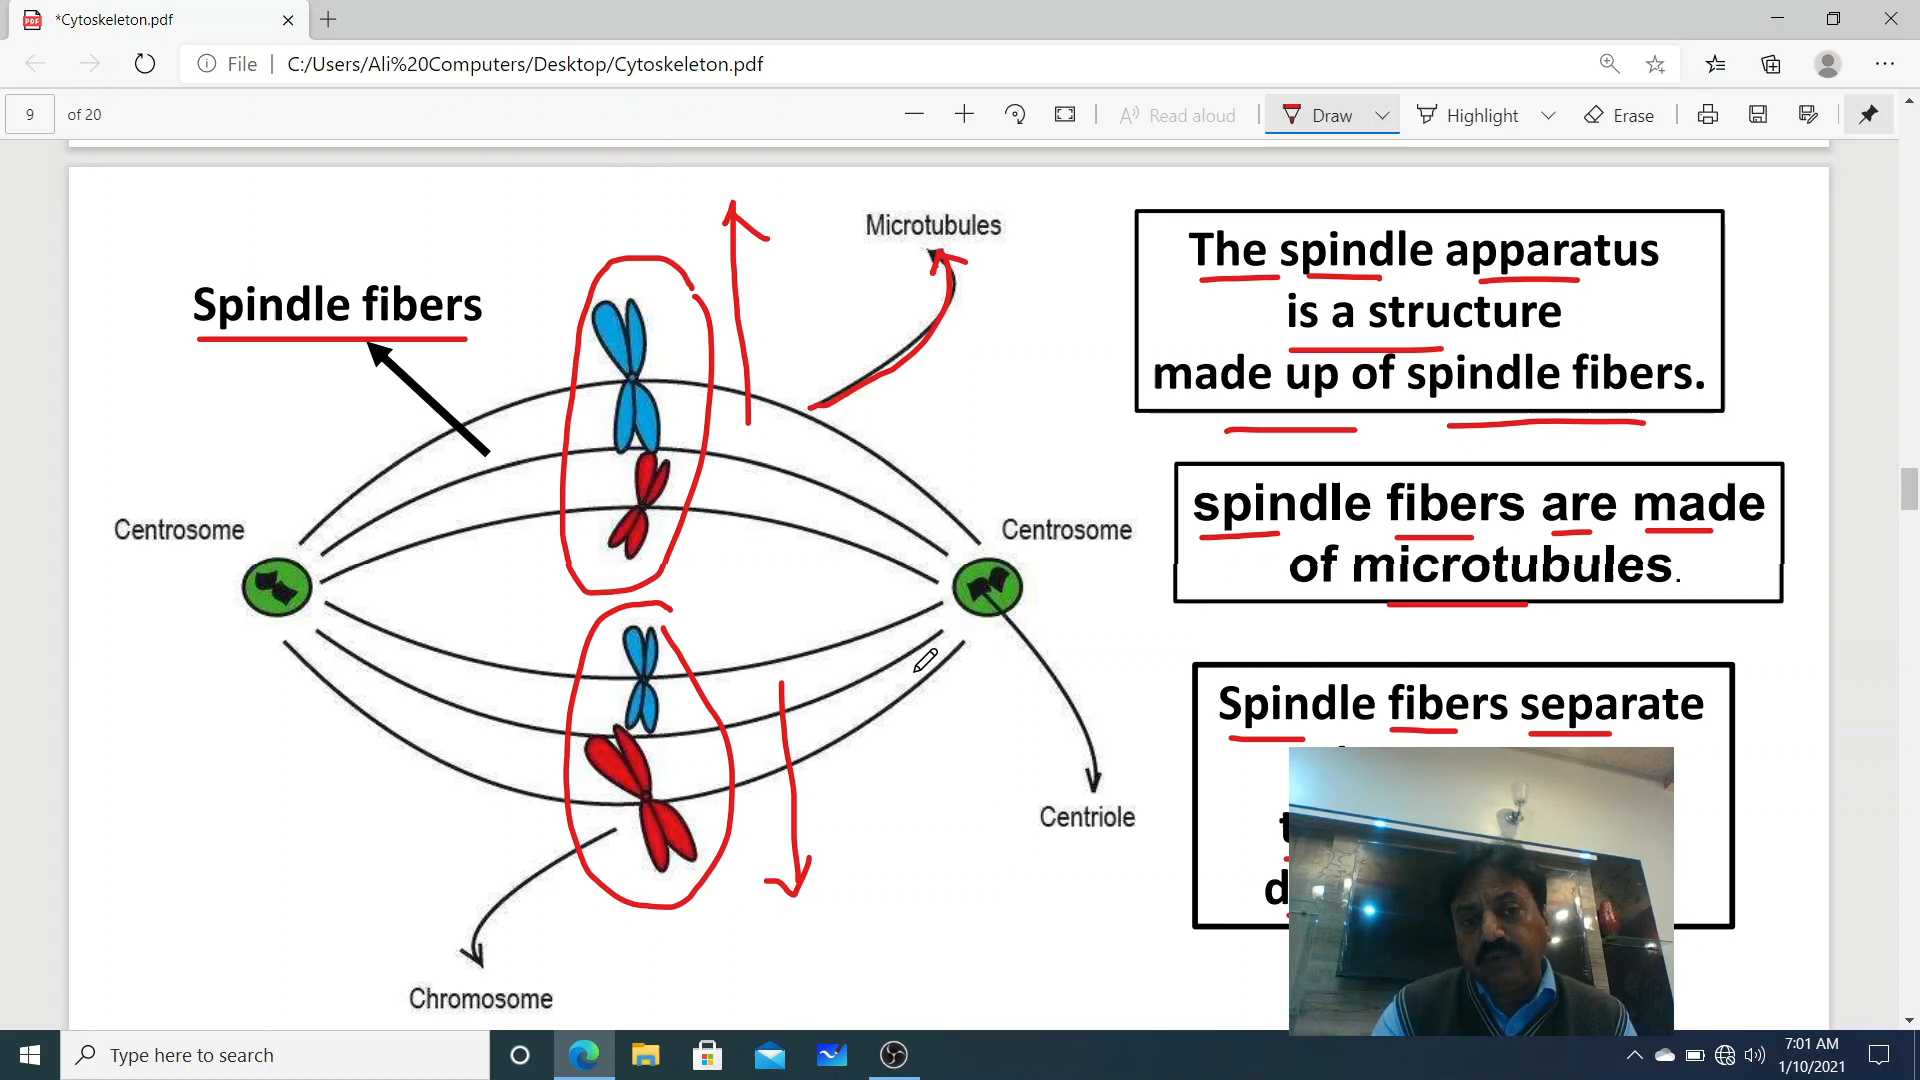 *Cytoskeleton.pdf
File
C:/Users/Ali%20Computers/Desktop/Cytoskeleton.pdf
9 of 20
Read aloud
Draw
Highlight
Erase
Microtubules
Spindle fibers
Centrosome
Centrosome
Centriole
Chromosome
The spindle apparatus
is a structure
made up of spindle fibers.
spindle fibers are made
of microtubules.
Spindle fibers separate
Type here to search
7:01 AM
1/10/2021